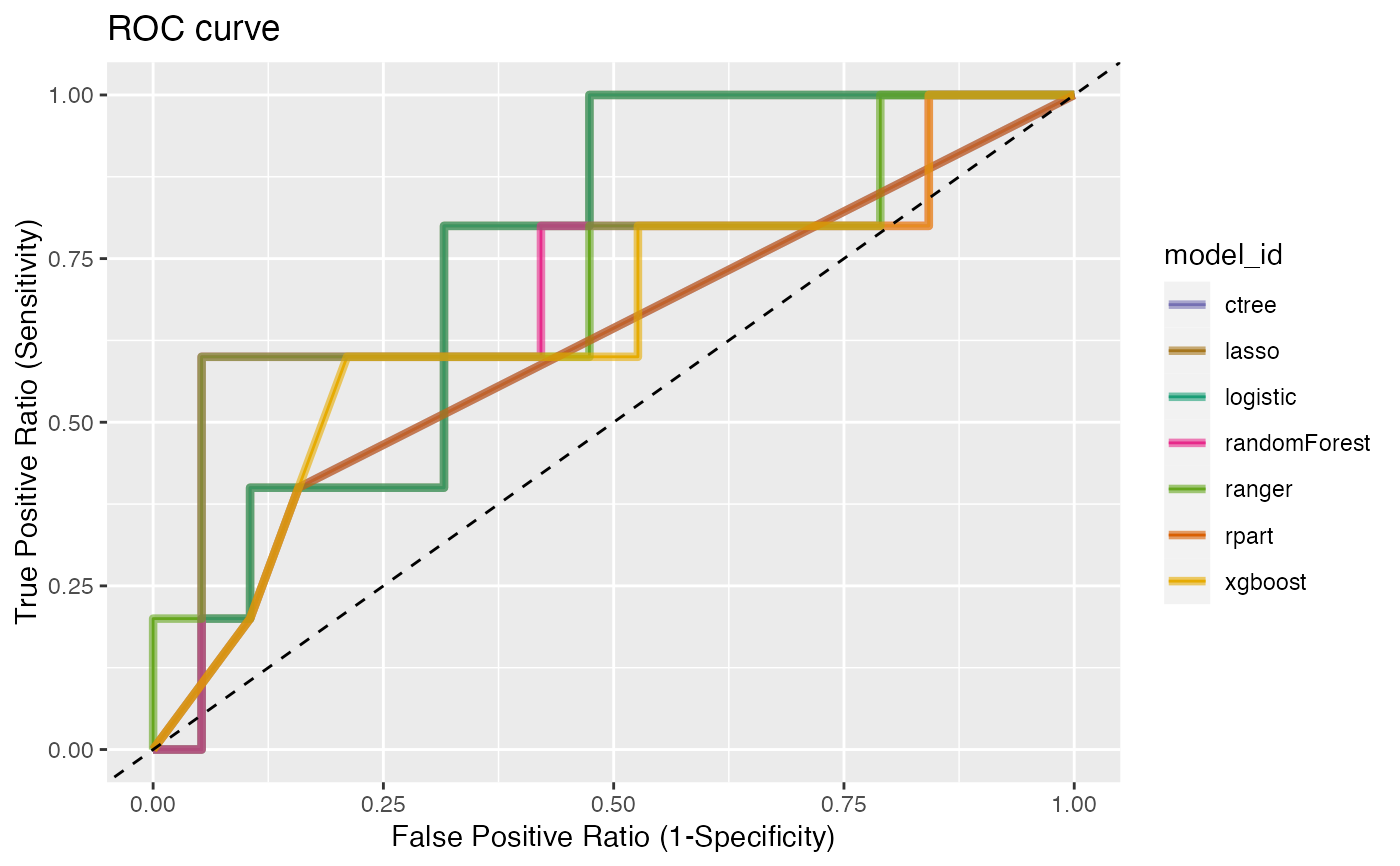 ROC curve
True Positive Ratio (Sensitivity)
1.00
0.75
0.50
0.25
0.00
0.00 0.25 0.50 0.75 1.00
False Positive Ratio (1-Specificity)
model_id
ctree
lasso
logistic
randomForest
ranger
rpart
xgboost